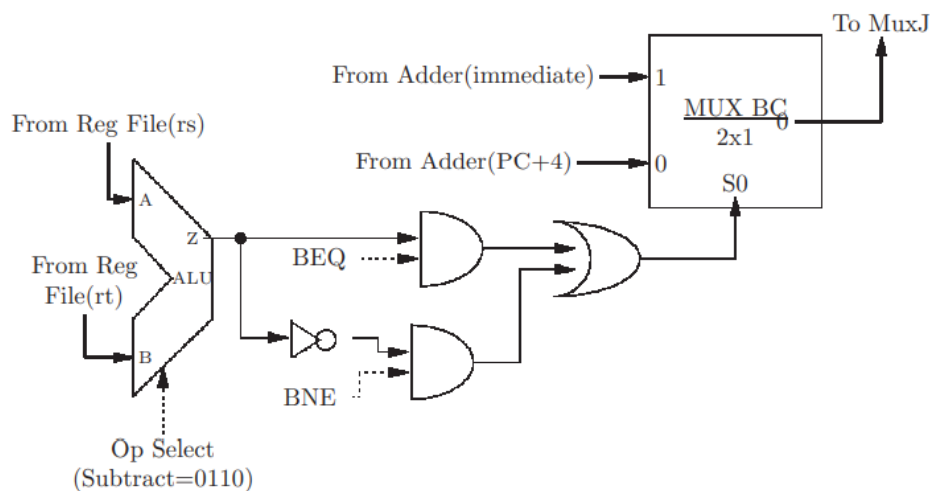 To MuxJ
From Adder(immediate)
1
MUX BC
0
2x1
From Reg File(rs)
From Adder(PC+4)
0
S0
A
Z
BEQ
From Reg
File(rt)
ALU
B
BNE
Op Select
(Subtract=0110)